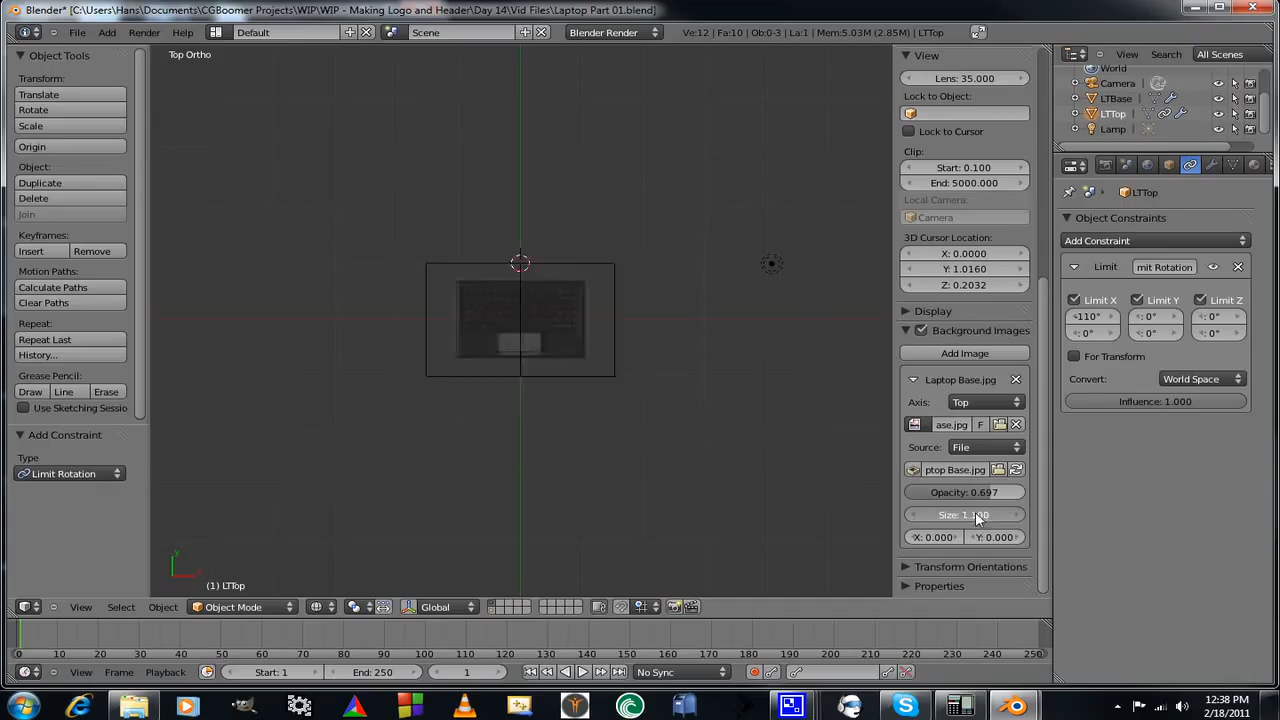 Blender* [C:\Users\Hans\Documents\CGBoomer Projects\WIP\WIP - Making Logo and Header\Day 14\Vid Files\Laptop Part 01.blend]
File Add Render Help Default Scene Blender Render Ve:12 | Fa:10 | Ob:0-3 | La:1 | Mem:5.03M (2.85M) | LTTop View Search All Scenes
Object Tools
Transform:
Translate
Rotate
Scale
Origin
Object:
Duplicate
Delete
Join
Keyframes:
Insert Remove
Motion Paths:
Calculate Paths
Clear Paths
Repeat:
Repeat Last
History...
Grease Pencil:
Draw Line Erase
Use Sketching Sessio
Add Constraint
Type
Limit Rotation
Top Ortho
(1) LTTop
View
Lens: 35.000
Lock to Object:
Lock to Cursor
Clip:
Start: 0.100
End: 5000.000
Local Camera:
Camera
3D Cursor Location:
X: 0.0000
Y: 1.0160
Z: 0.2032
Display
Background Images
Add Image
Laptop Base.jpg
Axis: Top
ase.jpg F
Source: File
ptop Base.jpg
Opacity: 0.697
X: 0.000 Y: 0.000
Transform Orientations
Properties
World
Camera
LTBase
LTTop
Lamp
LTTop
Object Constraints
Add Constraint
Limit mit Rotation
Limit X Limit Y Limit Z
-110° : 0° : 0°
: 0° : 0° : 0°
For Transform
Convert: World Space
Influence: 1.000
View Select Object Object Mode Global
0 10 20 30 40 50 60 70 80 90 100 110 120 130 140 150 160 170 180 190 200 210 220 230 240 250
View Frame Playback Start: 1 End: 250 1 No Sync
12:38 PM
2/18/2011